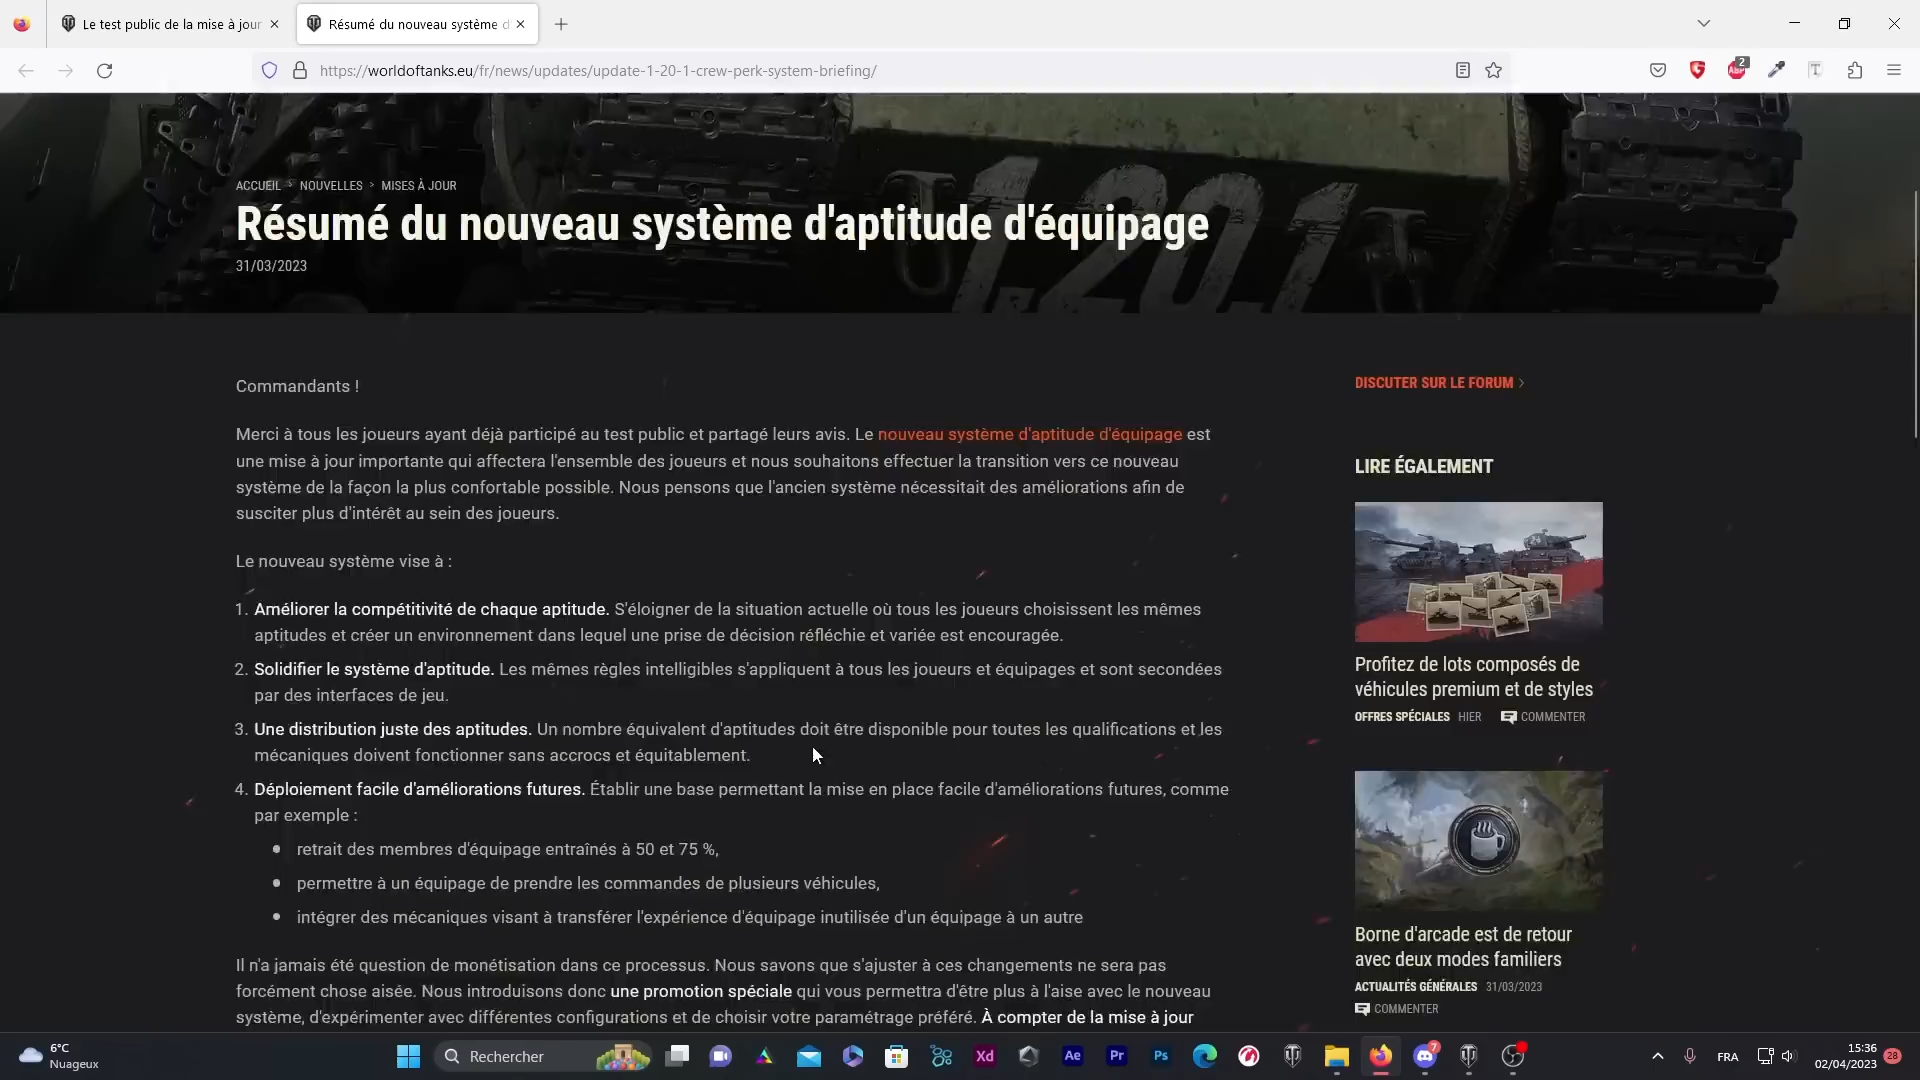 Le test public de la mise à jour
Résumé du nouveau système d
https://worldoftanks.eu/fr/news/updates/update-1-20-1-crew-perk-system-briefing/
2
ACCUEIL > NOUVELLES > MISES À JOUR
Résumé du nouveau système d'aptitude d'équipage
31/03/2023
1.20.1
Commandants !
Merci à tous les joueurs ayant déjà participé au test public et partagé leurs avis. Le nouveau système d'aptitude d'équipage est
une mise à jour importante qui affectera l'ensemble des joueurs et nous souhaitons effectuer la transition vers ce nouveau
système de la façon la plus confortable possible. Nous pensons que l'ancien système nécessitait des améliorations afin de
susciter plus d'intérêt au sein des joueurs.
Le nouveau système vise à :
1. Améliorer la compétitivité de chaque aptitude. S'éloigner de la situation actuelle où tous les joueurs choisissent les mêmes
aptitudes et créer un environnement dans lequel une prise de décision réfléchie et variée est encouragée.
2. Solidifier le système d'aptitude. Les mêmes règles intelligibles s'appliquent à tous les joueurs et équipages et sont secondées
par des interfaces de jeu.
3. Une distribution juste des aptitudes. Un nombre équivalent d'aptitudes doit être disponible pour toutes les qualifications et les
mécaniques doivent fonctionner sans accrocs et équitablement.
4. Déploiement facile d'améliorations futures. Établir une base permettant la mise en place facile d'améliorations futures, comme
par exemple :
• retrait des membres d'équipage entraînés à 50 et 75 %,
• permettre à un équipage de prendre les commandes de plusieurs véhicules,
• intégrer des mécaniques visant à transférer l'expérience d'équipage inutilisée d'un équipage à un autre
Il n'a jamais été question de monétisation dans ce processus. Nous savons que s'ajuster à ces changements ne sera pas
forcément chose aisée. Nous introduisons donc une promotion spéciale qui vous permettra d'être plus à l'aise avec le nouveau
système, d'expérimenter avec différentes configurations et de choisir votre paramétrage préféré. À compter de la mise à jour
DISCUTER SUR LE FORUM >
LIRE ÉGALEMENT
Profitez de lots composés de
véhicules premium et de styles
OFFRES SPÉCIALES HIER COMMENTER
Borne d'arcade est de retour
avec deux modes familiers
ACTUALITÉS GÉNÉRALES 31/03/2023
COMMENTER
6°C
Nuageux
Rechercher
Xd
Ae
Pr
Ps
7
FRA
15:36
02/04/2023
28